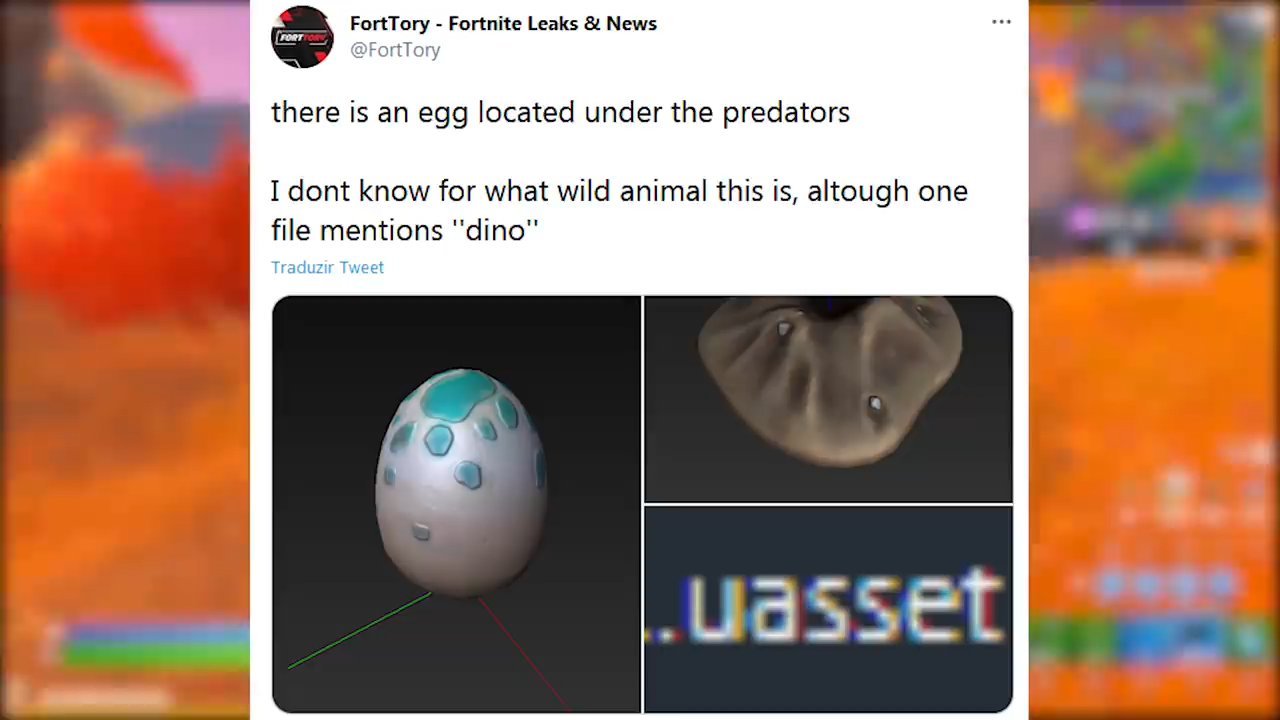 FortTory - Fortnite Leaks & News
FORTTORY
@FortTory
there is an egg located under the predators
I dont know for what wild animal this is, altough one
file mentions "dino"
Traduzir Tweet
..uasset